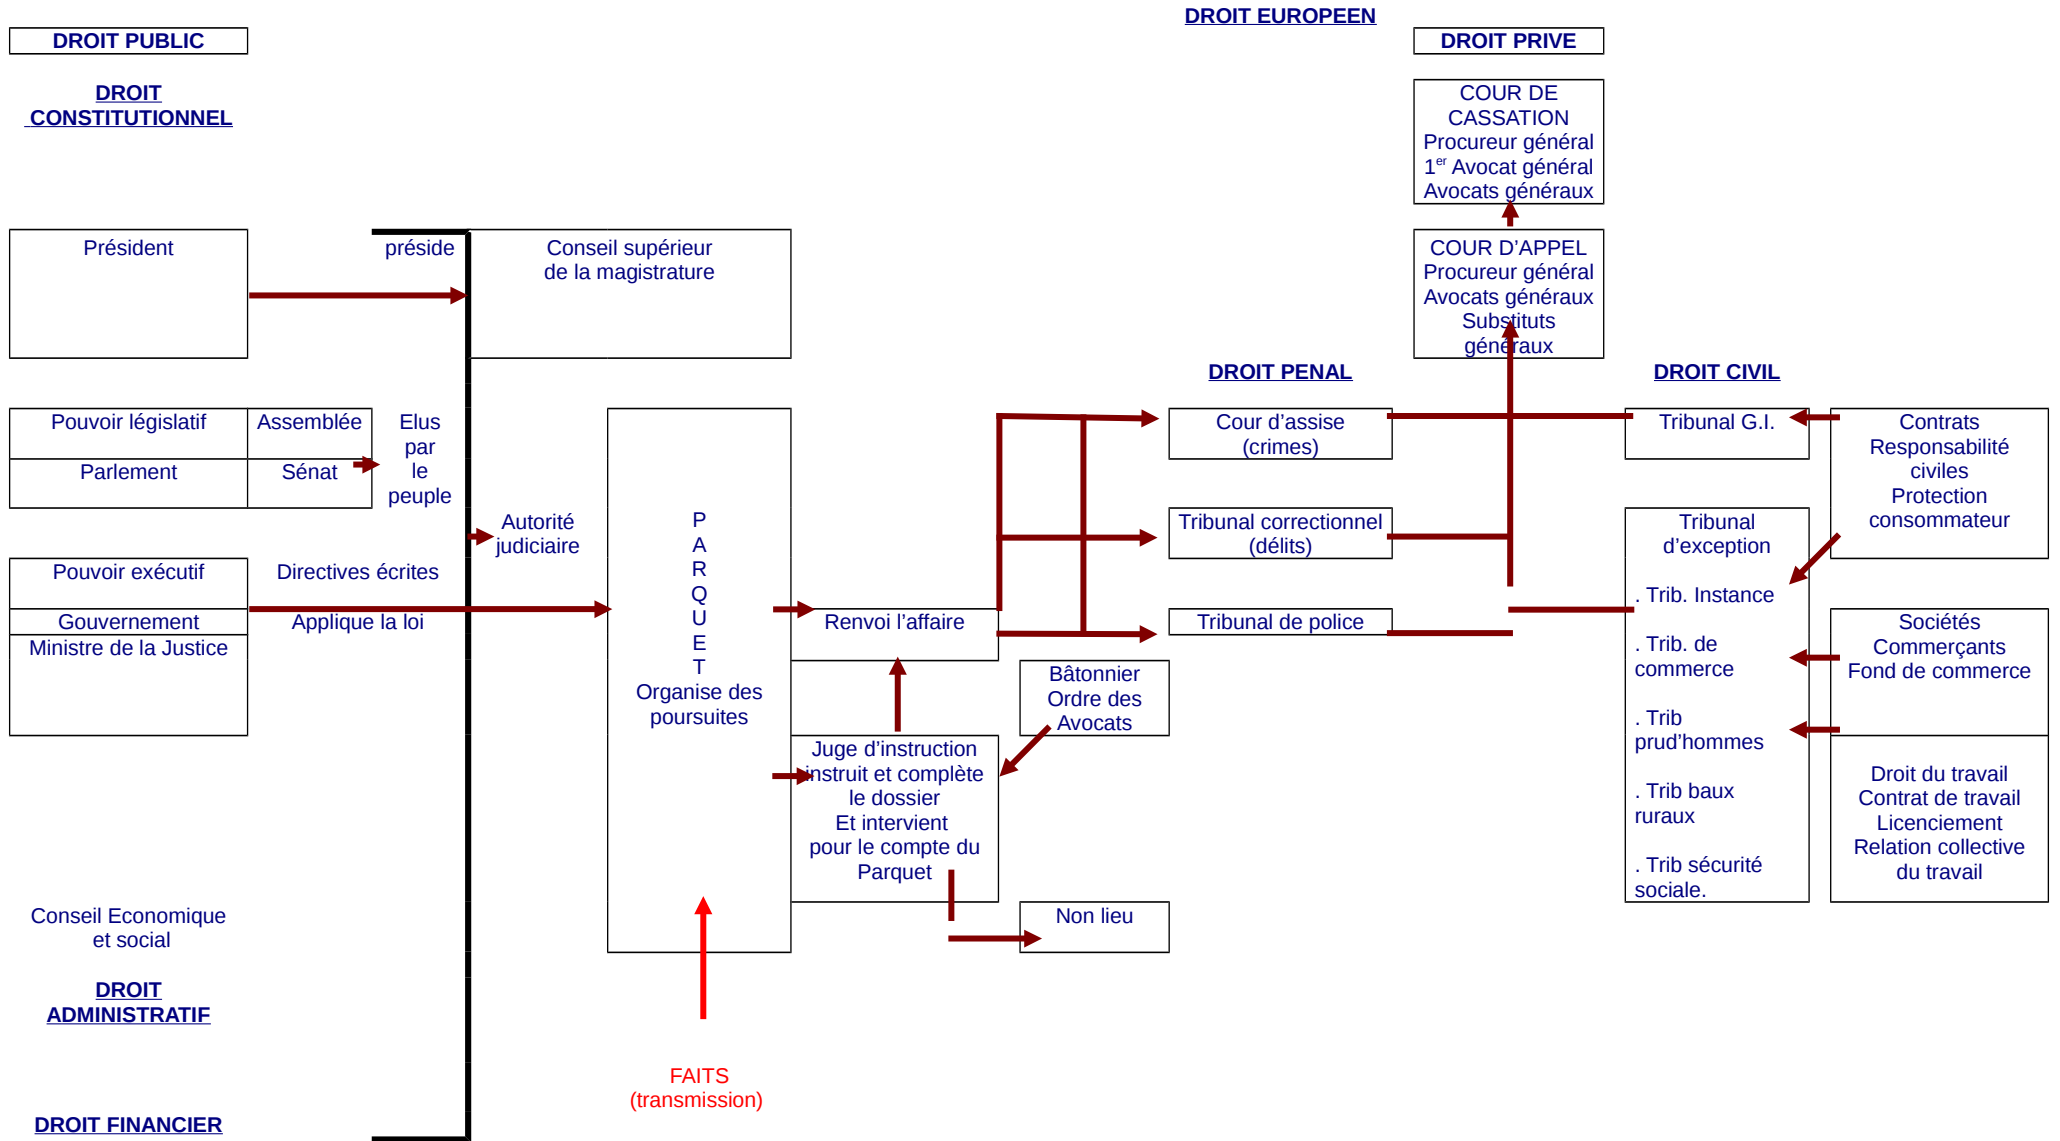 DROIT EUROPEEN
DROIT PUBLIC
DROIT PRIVE
DROIT
CONSTITUTIONNEL
COUR DE
CASSATION
Procureur général
1er Avocat général
Avocats généraux
Président
préside
Conseil supérieur
de la magistrature
COUR D'APPEL
Procureur général
Avocats généraux
Substituts
généraux
DROIT PENAL
DROIT CIVIL
Pouvoir législatif
Assemblée
Parlement
Sénat
Elus
par
le
peuple
Autorité
judiciaire
Pouvoir exécutif
Directives écrites
Gouvernement
Applique la loi
Ministre de la Justice
P
A
R
Q
U
E
T
Organise des
poursuites
Renvoi l'affaire
Bâtonnier
Ordre des
Avocats
Juge d'instruction
instruit et complète
le dossier
Et intervient
pour le compte du
Parquet
Non lieu
Cour d'assise
(crimes)
Tribunal correctionnel
(délits)
Tribunal de police
Tribunal G.I.
Tribunal
d'exception
. Trib. Instance
. Trib. de
commerce
. Trib
prud'hommes
. Trib baux
ruraux
. Trib sécurité
sociale.
Contrats
Responsabilité
civiles
Protection
consommateur
Sociétés
Commerçants
Fond de commerce
Droit du travail
Contrat de travail
Licenciement
Relation collective
du travail
Conseil Economique
et social
DROIT
ADMINISTRATIF
FAITS
(transmission)
DROIT FINANCIER